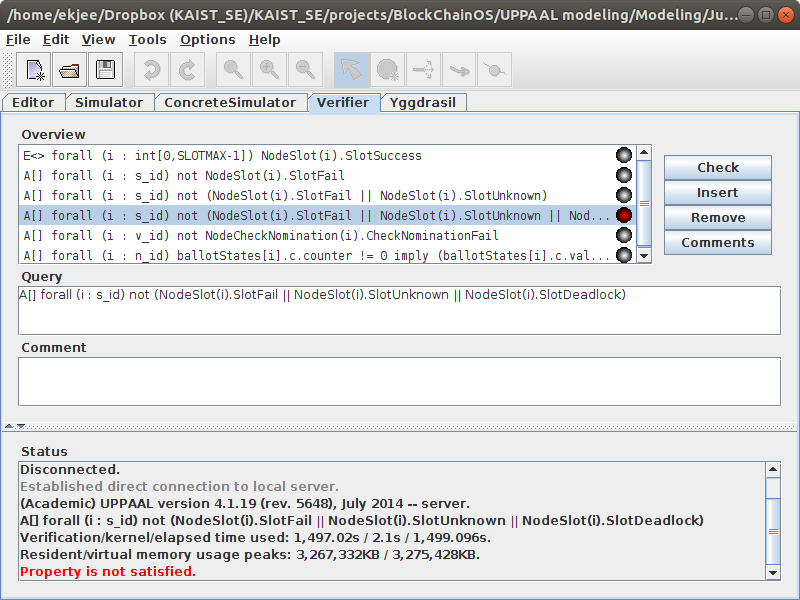 /home/ekjee/Dropbox (KAIST_SE)/KAIST_SE/projects/BlockChainOS/UPPAAL modeling/Modeling/Ju...
File Edit View Tools Options Help
Editor Simulator ConcreteSimulator Verifier Yggdrasil
Overview
E<> forall (i : int[0,SLOTMAX-1]) NodeSlot(i).SlotSuccess
A[] forall (i : s_id) not NodeSlot(i).SlotFail
A[] forall (i : s_id) not (NodeSlot(i).SlotFail || NodeSlot(i).SlotUnknown)
A[] forall (i : s_id) not (NodeSlot(i).SlotFail || NodeSlot(i).SlotUnknown || Nod...
A[] forall (i : v_id) not NodeCheckNomination(i).CheckNominationFail
A[] forall (i : n_id) ballotStates[i].c.counter != 0 imply (ballotStates[i].c.val...
Check
Insert
Remove
Comments
Query
A[] forall (i : s_id) not (NodeSlot(i).SlotFail || NodeSlot(i).SlotUnknown || NodeSlot(i).SlotDeadlock)
Comment
Status
Disconnected.
Established direct connection to local server.
(Academic) UPPAAL version 4.1.19 (rev. 5648), July 2014 -- server.
A[] forall (i : s_id) not (NodeSlot(i).SlotFail || NodeSlot(i).SlotUnknown || NodeSlot(i).SlotDeadlock)
Verification/kernel/elapsed time used: 1,497.02s / 2.1s / 1,499.096s.
Resident/virtual memory usage peaks: 3,267,332KB / 3,275,428KB.
Property is not satisfied.